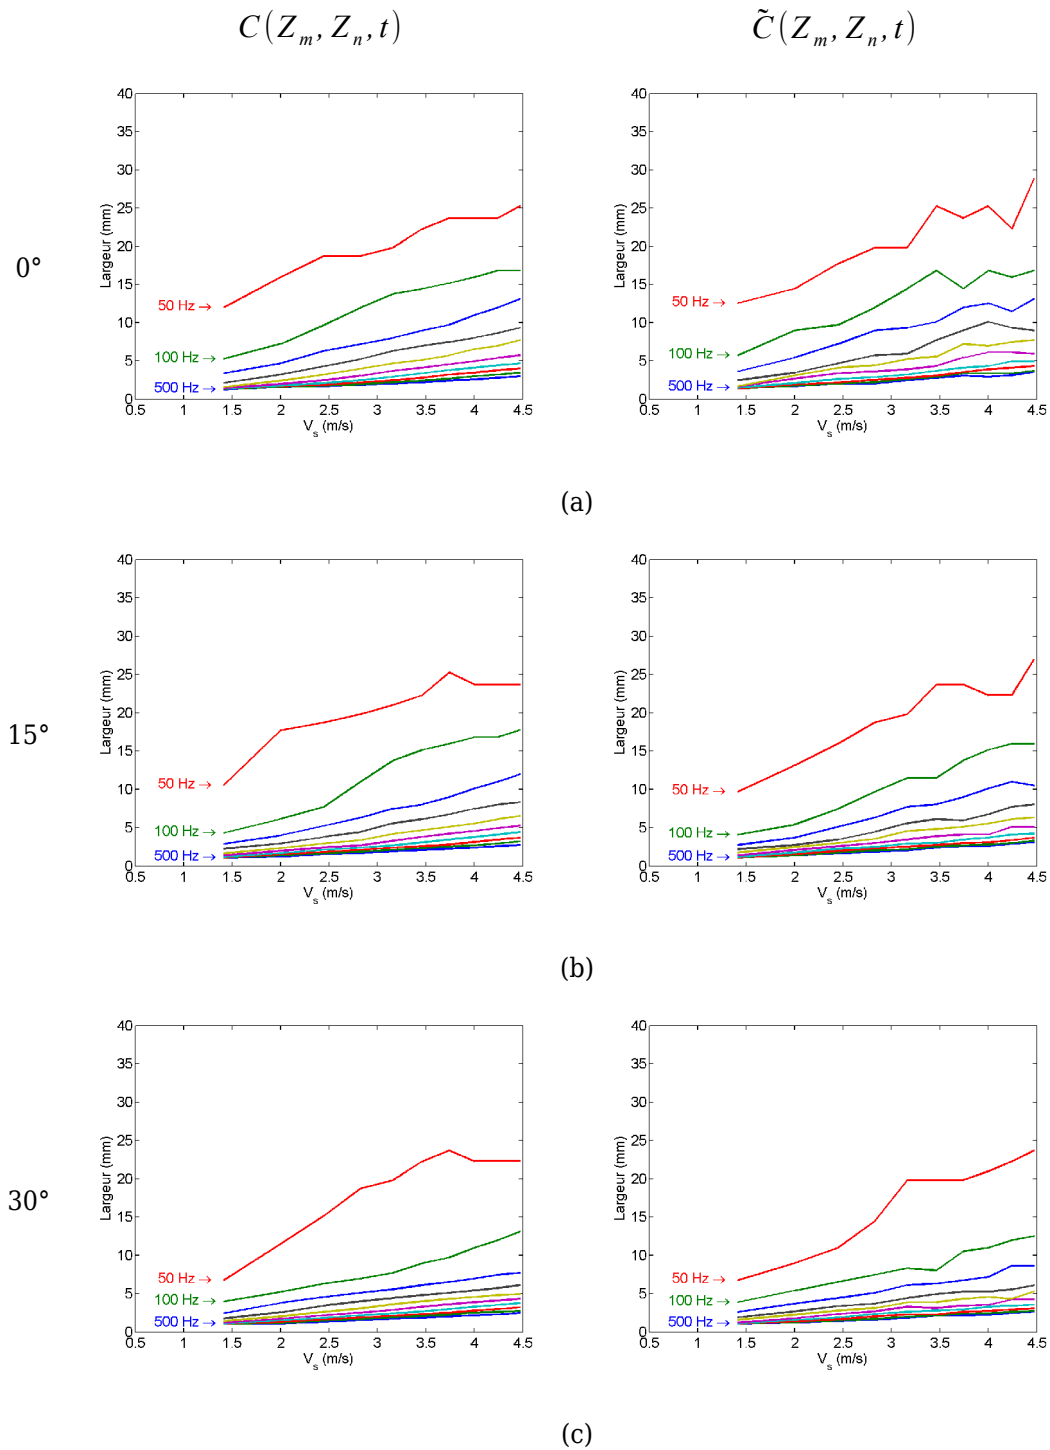 C(Z_m, Z_n, t) C̃(Z_m, Z_n, t)
0°
Largeur (mm)
40
35
30
25
20
15
10
5
0
50 Hz →
100 Hz →
500 Hz →
0.5 1 1.5 2 2.5 3 3.5 4 4.5
V_s (m/s)
Largeur (mm)
40
35
30
25
20
15
10
5
0
50 Hz →
100 Hz →
500 Hz →
0.5 1 1.5 2 2.5 3 3.5 4 4.5
V_s (m/s)
(a)
15°
Largeur (mm)
40
35
30
25
20
15
10
5
0
50 Hz →
100 Hz →
500 Hz →
0.5 1 1.5 2 2.5 3 3.5 4 4.5
V_s (m/s)
Largeur (mm)
40
35
30
25
20
15
10
5
0
50 Hz →
100 Hz →
500 Hz →
0.5 1 1.5 2 2.5 3 3.5 4 4.5
V_s (m/s)
(b)
30°
Largeur (mm)
40
35
30
25
20
15
10
5
0
50 Hz →
100 Hz →
500 Hz →
0.5 1 1.5 2 2.5 3 3.5 4 4.5
V_s (m/s)
Largeur (mm)
40
35
30
25
20
15
10
5
0
50 Hz →
100 Hz →
500 Hz →
0.5 1 1.5 2 2.5 3 3.5 4 4.5
V_s (m/s)
(c)